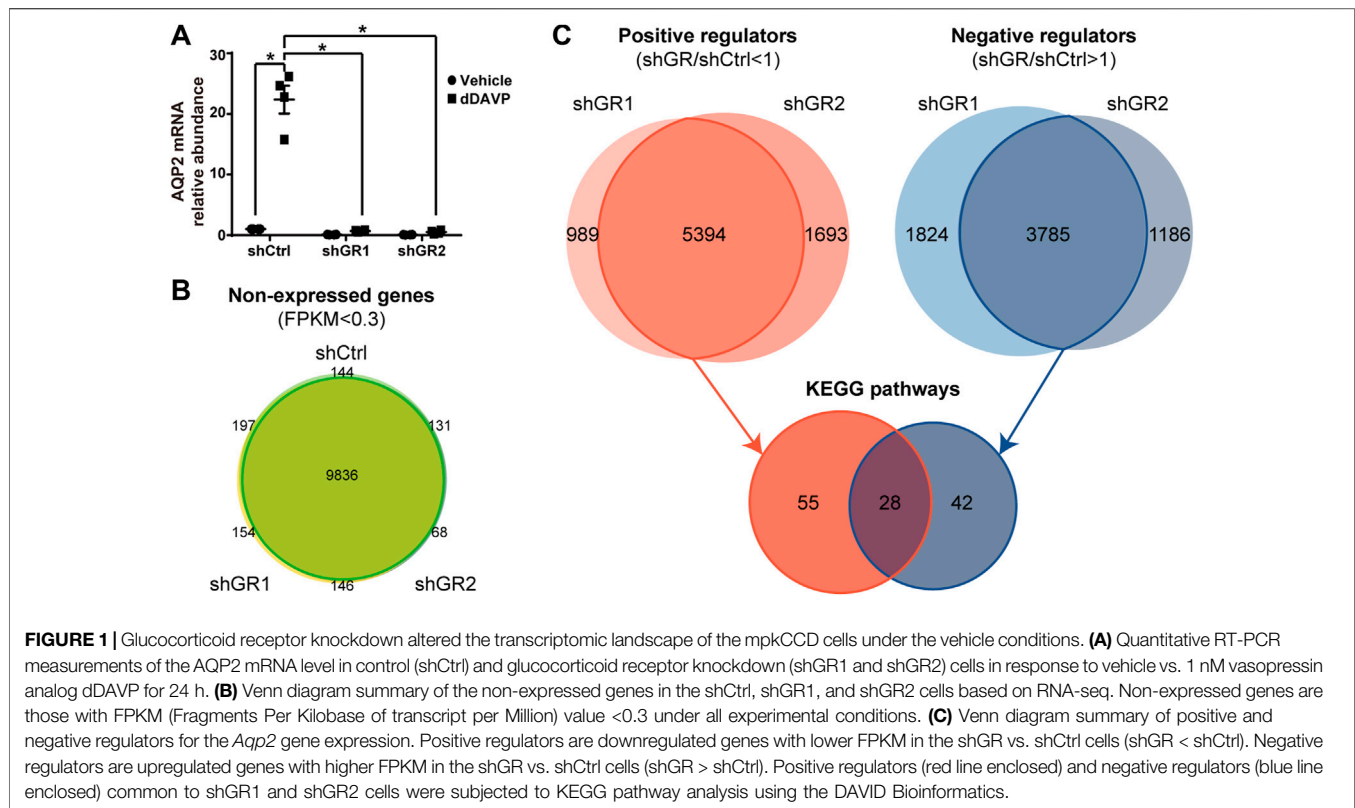 A
*
*
*
30
20
10
0
AQP2 mRNA
relative abundance
Vehicle
dDAVP
shCtrl shGR1 shGR2
B
Non-expressed genes
(FPKM<0.3)
shCtrl
144
197
131
9836
154
68
146
shGR1
shGR2
C
Positive regulators
(shGR/shCtrl<1)
shGR1
shGR2
989
5394
1693
Negative regulators
(shGR/shCtrl>1)
shGR1
shGR2
1824
3785
1186
KEGG pathways
55
28
42
FIGURE 1 | Glucocorticoid receptor knockdown altered the transcriptomic landscape of the mpkCCD cells under the vehicle conditions. (A) Quantitative RT-PCR
measurements of the AQP2 mRNA level in control (shCtrl) and glucocorticoid receptor knockdown (shGR1 and shGR2) cells in response to vehicle vs. 1 nM vasopressin
analog dDAVP for 24 h. (B) Venn diagram summary of the non-expressed genes in the shCtrl, shGR1, and shGR2 cells based on RNA-seq. Non-expressed genes are
those with FPKM (Fragments Per Kilobase of transcript per Million) value <0.3 under all experimental conditions. (C) Venn diagram summary of positive and
negative regulators for the Aqp2 gene expression. Positive regulators are downregulated genes with lower FPKM in the shGR vs. shCtrl cells (shGR < shCtrl). Negative
regulators are upregulated genes with higher FPKM in the shGR vs. shCtrl cells (shGR > shCtrl). Positive regulators (red line enclosed) and negative regulators (blue line
enclosed) common to shGR1 and shGR2 cells were subjected to KEGG pathway analysis using the DAVID Bioinformatics.